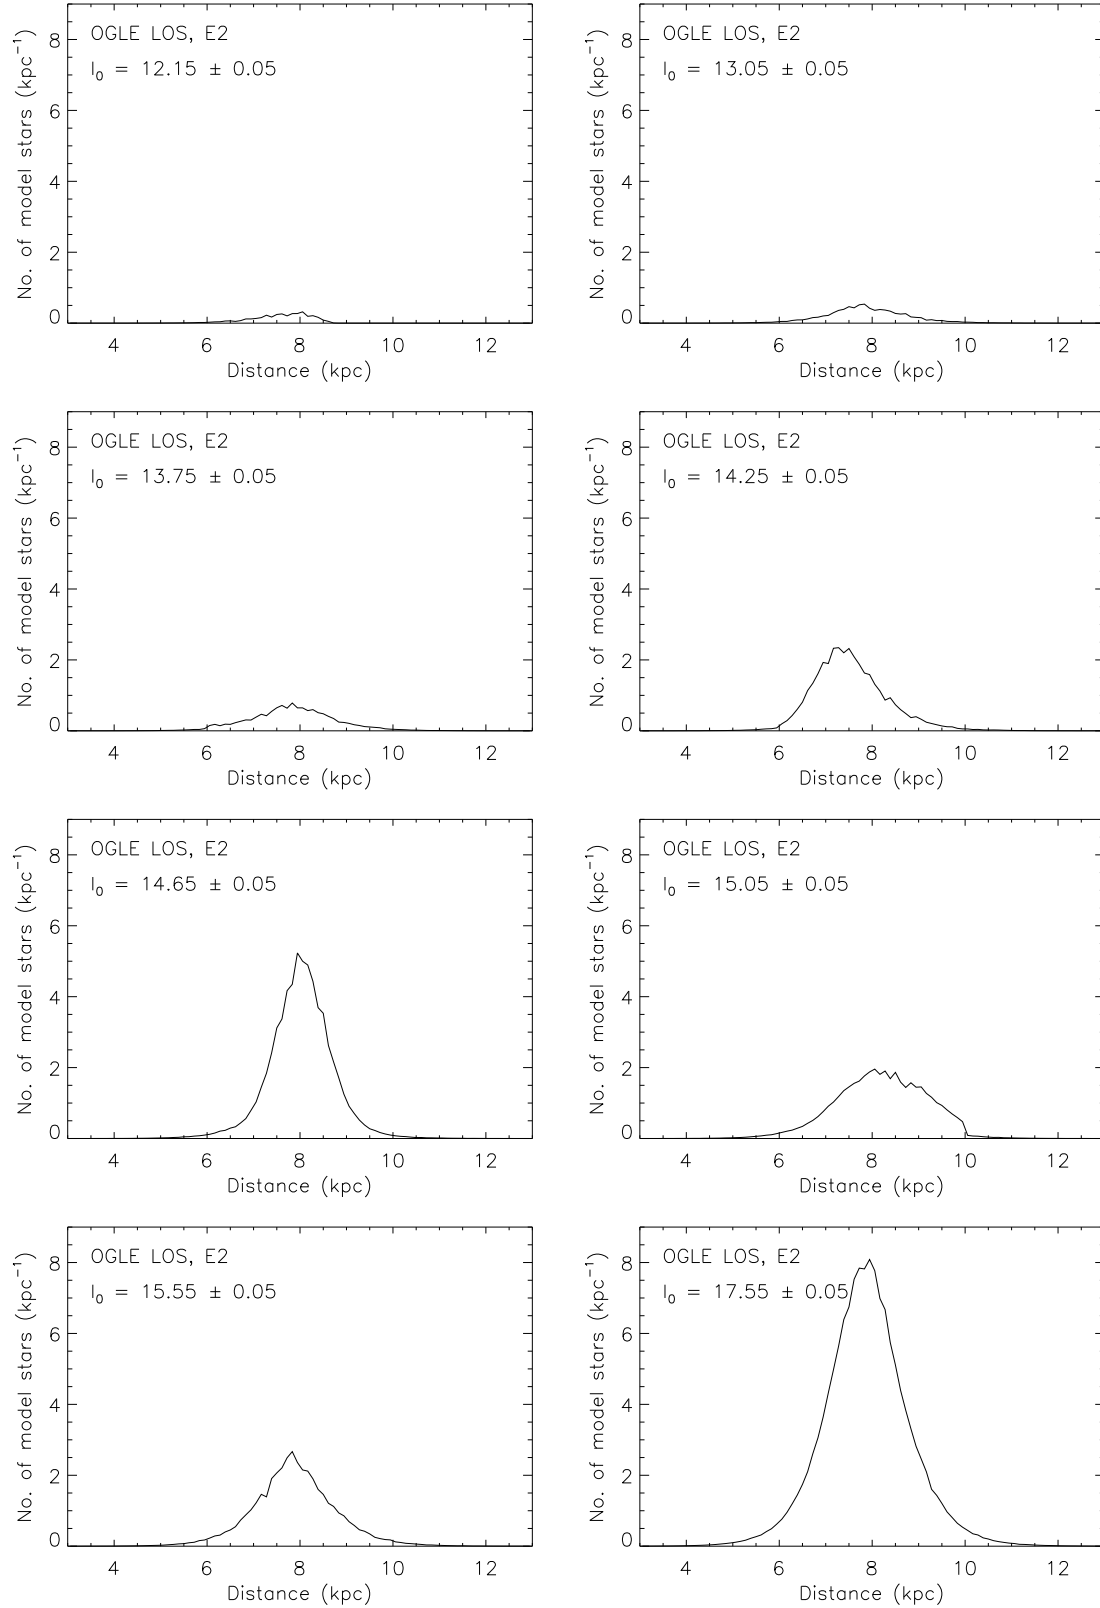 OGLE LOS, E2
I₀ = 12.15 ± 0.05
No. of model stars (kpc⁻¹)
0 2 4 6 8
4 6 8 10 12
Distance (kpc)
OGLE LOS, E2
I₀ = 13.05 ± 0.05
No. of model stars (kpc⁻¹)
0 2 4 6 8
4 6 8 10 12
Distance (kpc)
OGLE LOS, E2
I₀ = 13.75 ± 0.05
No. of model stars (kpc⁻¹)
0 2 4 6 8
4 6 8 10 12
Distance (kpc)
OGLE LOS, E2
I₀ = 14.25 ± 0.05
No. of model stars (kpc⁻¹)
0 2 4 6 8
4 6 8 10 12
Distance (kpc)
OGLE LOS, E2
I₀ = 14.65 ± 0.05
No. of model stars (kpc⁻¹)
0 2 4 6 8
4 6 8 10 12
Distance (kpc)
OGLE LOS, E2
I₀ = 15.05 ± 0.05
No. of model stars (kpc⁻¹)
0 2 4 6 8
4 6 8 10 12
Distance (kpc)
OGLE LOS, E2
I₀ = 15.55 ± 0.05
No. of model stars (kpc⁻¹)
0 2 4 6 8
4 6 8 10 12
Distance (kpc)
OGLE LOS, E2
I₀ = 17.55 ± 0.05
No. of model stars (kpc⁻¹)
0 2 4 6 8
4 6 8 10 12
Distance (kpc)